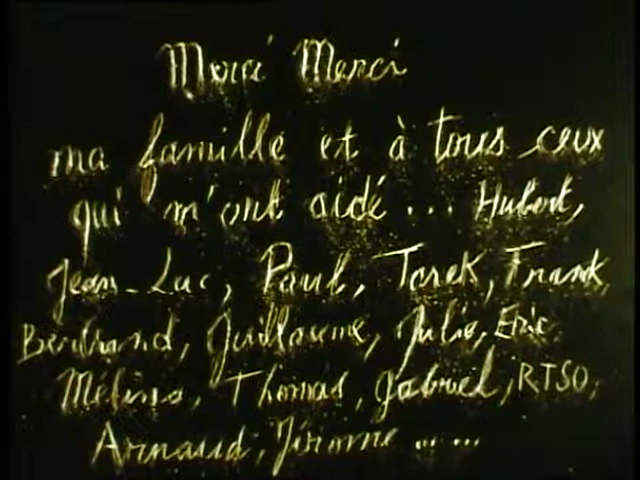 Merci Merci
ma famille et à tous ceux
qui m'ont aidé ... Hubert,
Jean-Luc, Paul, Tarek, Frank,
Bertrand, Guillaume, Julie, Eric,
Mélina, Thomas, Gabriel, RTSO,
Arnaud, Jérome ... ...